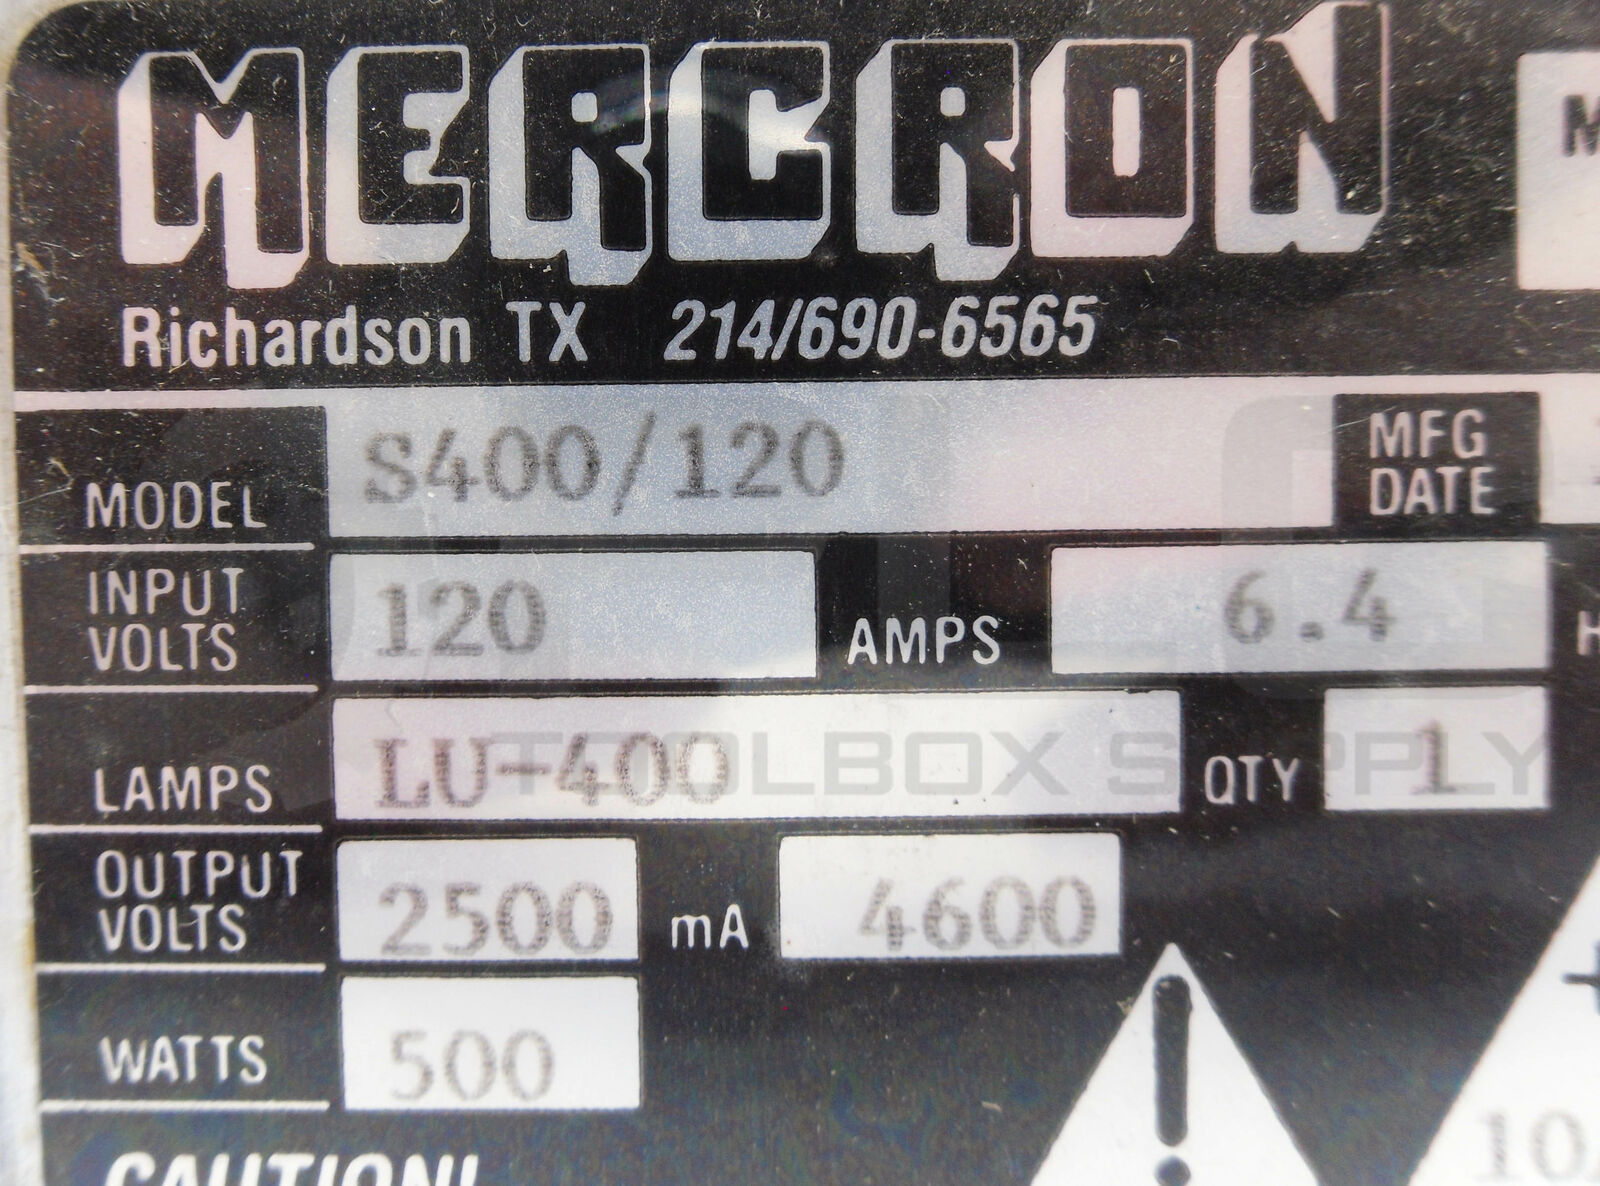 MERCRON
Richardson TX 214/690-6565
MODEL S400/120 MFG DATE
INPUT VOLTS 120 AMPS 6.4
LAMPS LU-400 QTY 1
TOOLBOX SUPPLY
OUTPUT VOLTS 2500 mA 4600
WATTS 500
!
CAUTION!